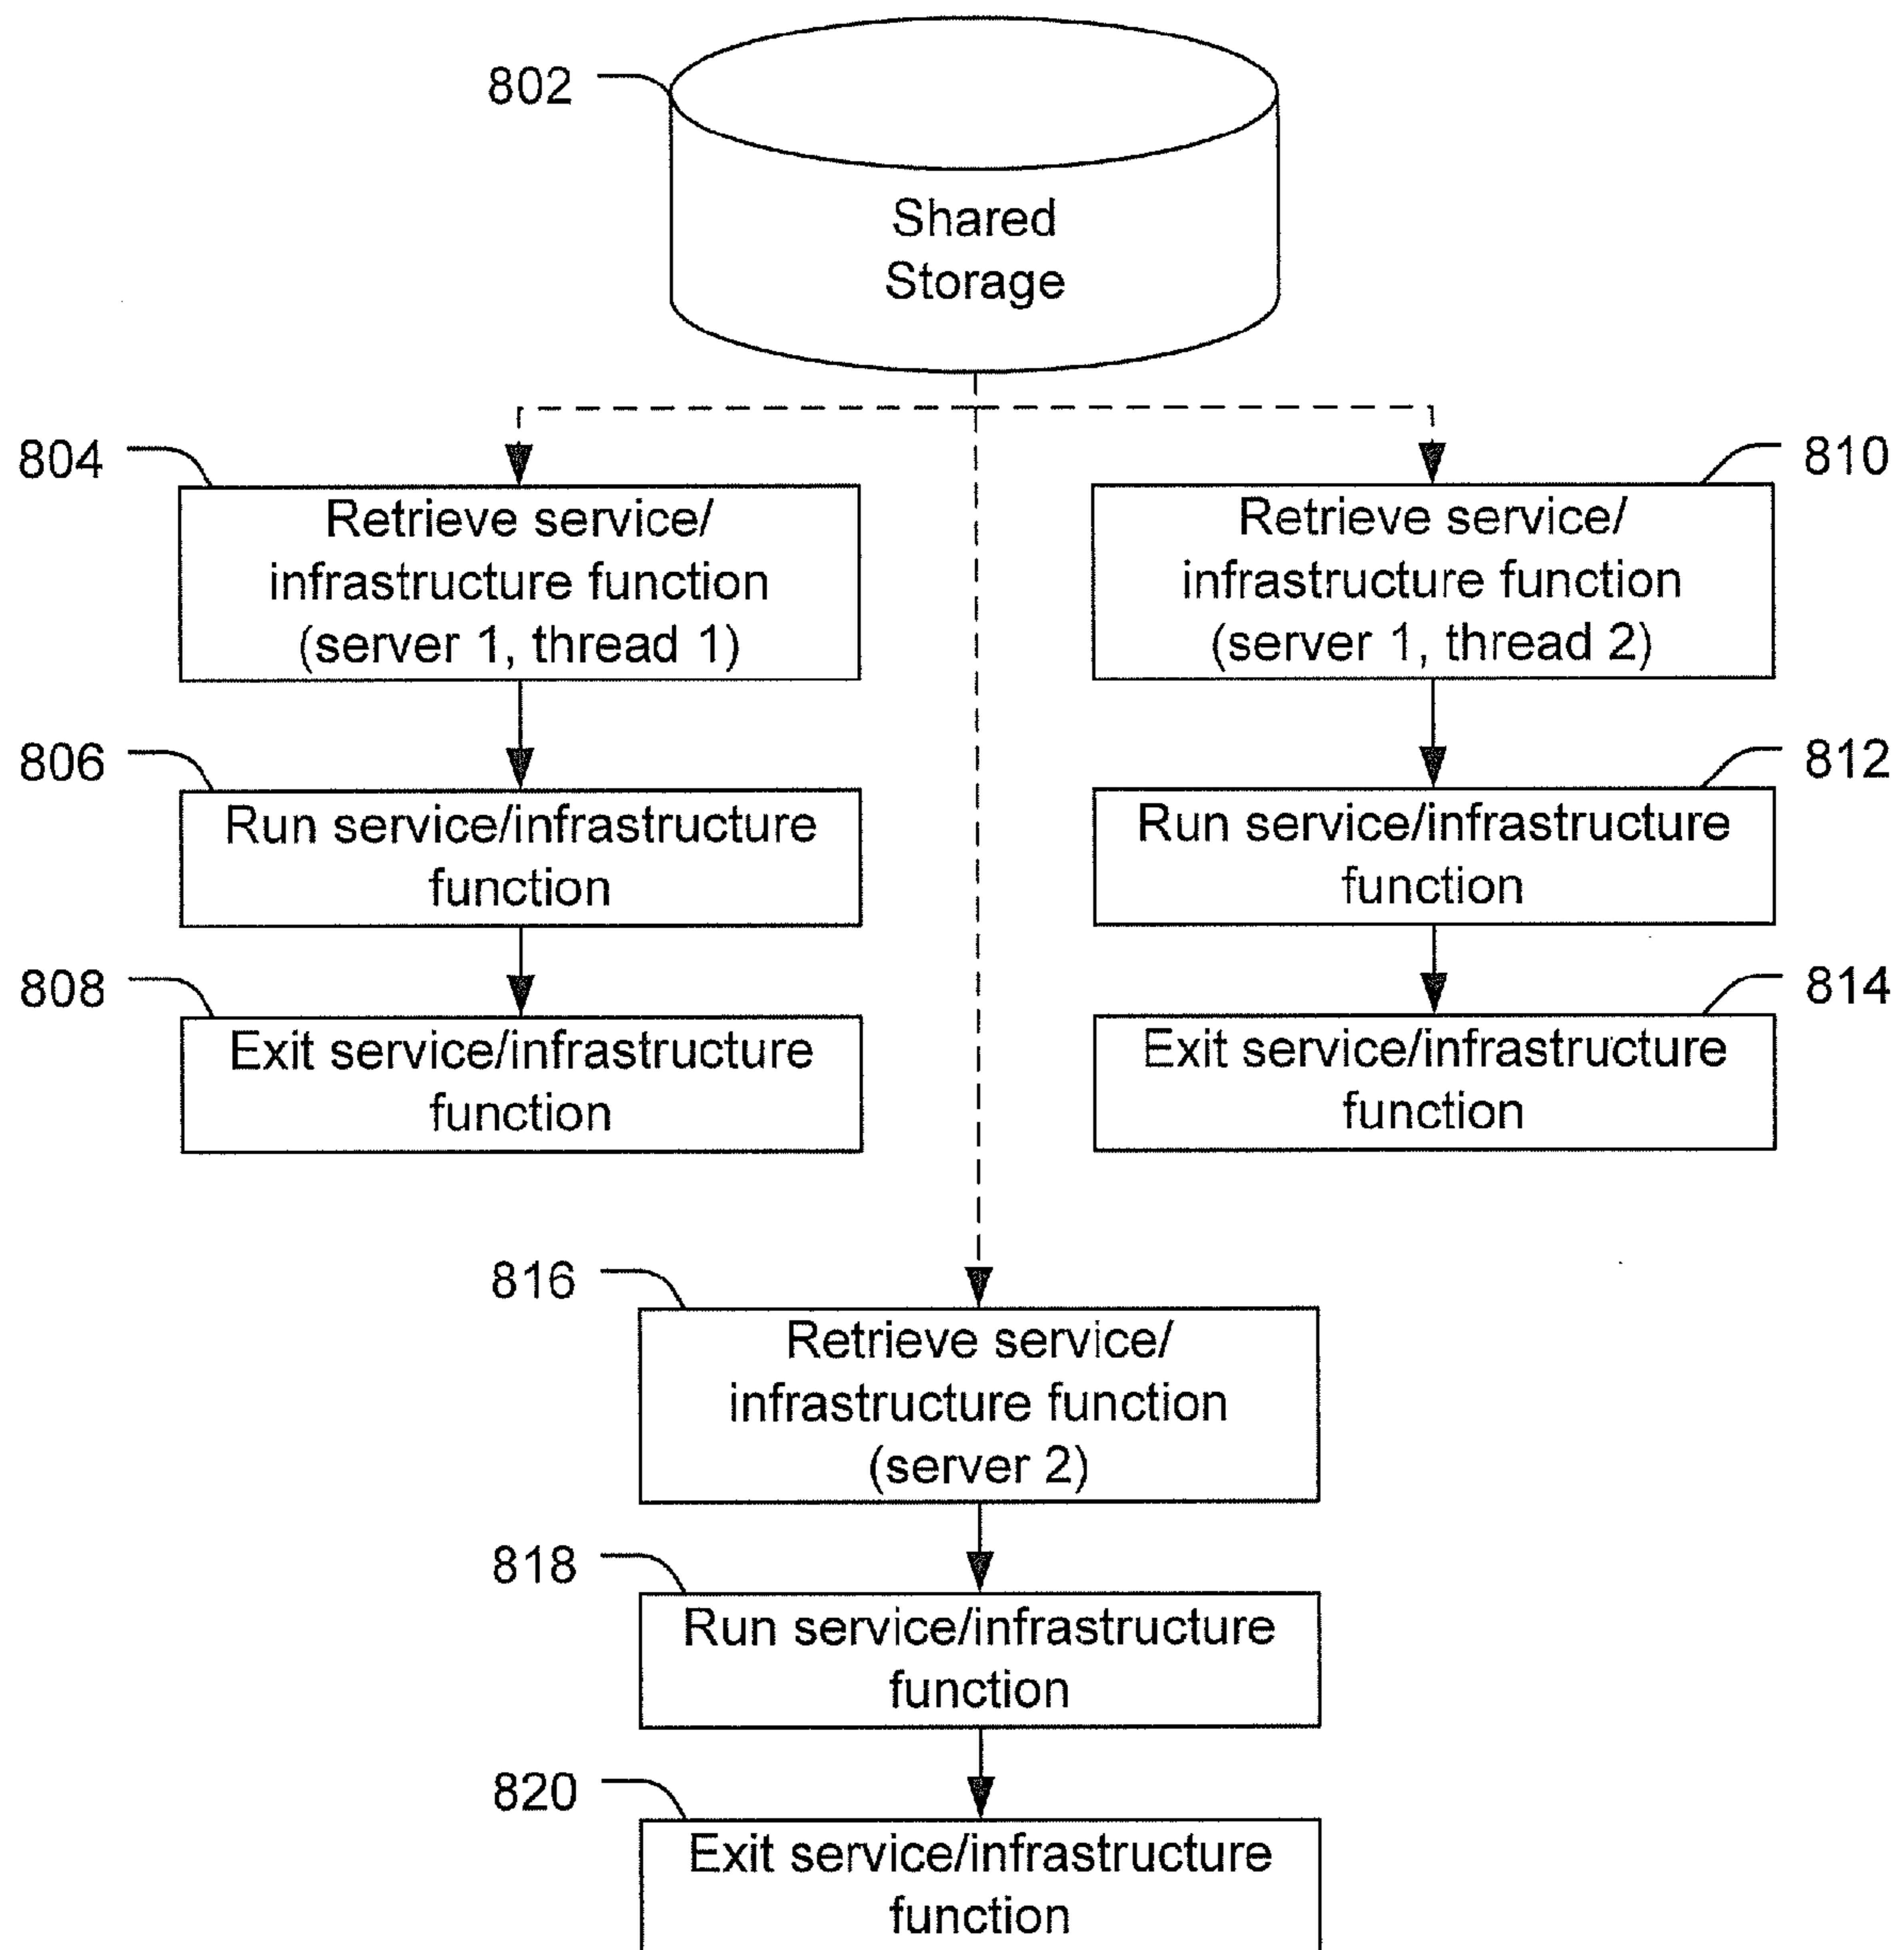 802
Shared
Storage
804
Retrieve service/
infrastructure function
(server 1, thread 1)
810
Retrieve service/
infrastructure function
(server 1, thread 2)
806
Run service/infrastructure
function
812
Run service/infrastructure
function
808
Exit service/infrastructure
function
814
Exit service/infrastructure
function
816
Retrieve service/
infrastructure function
(server 2)
818
Run service/infrastructure
function
820
Exit service/infrastructure
function